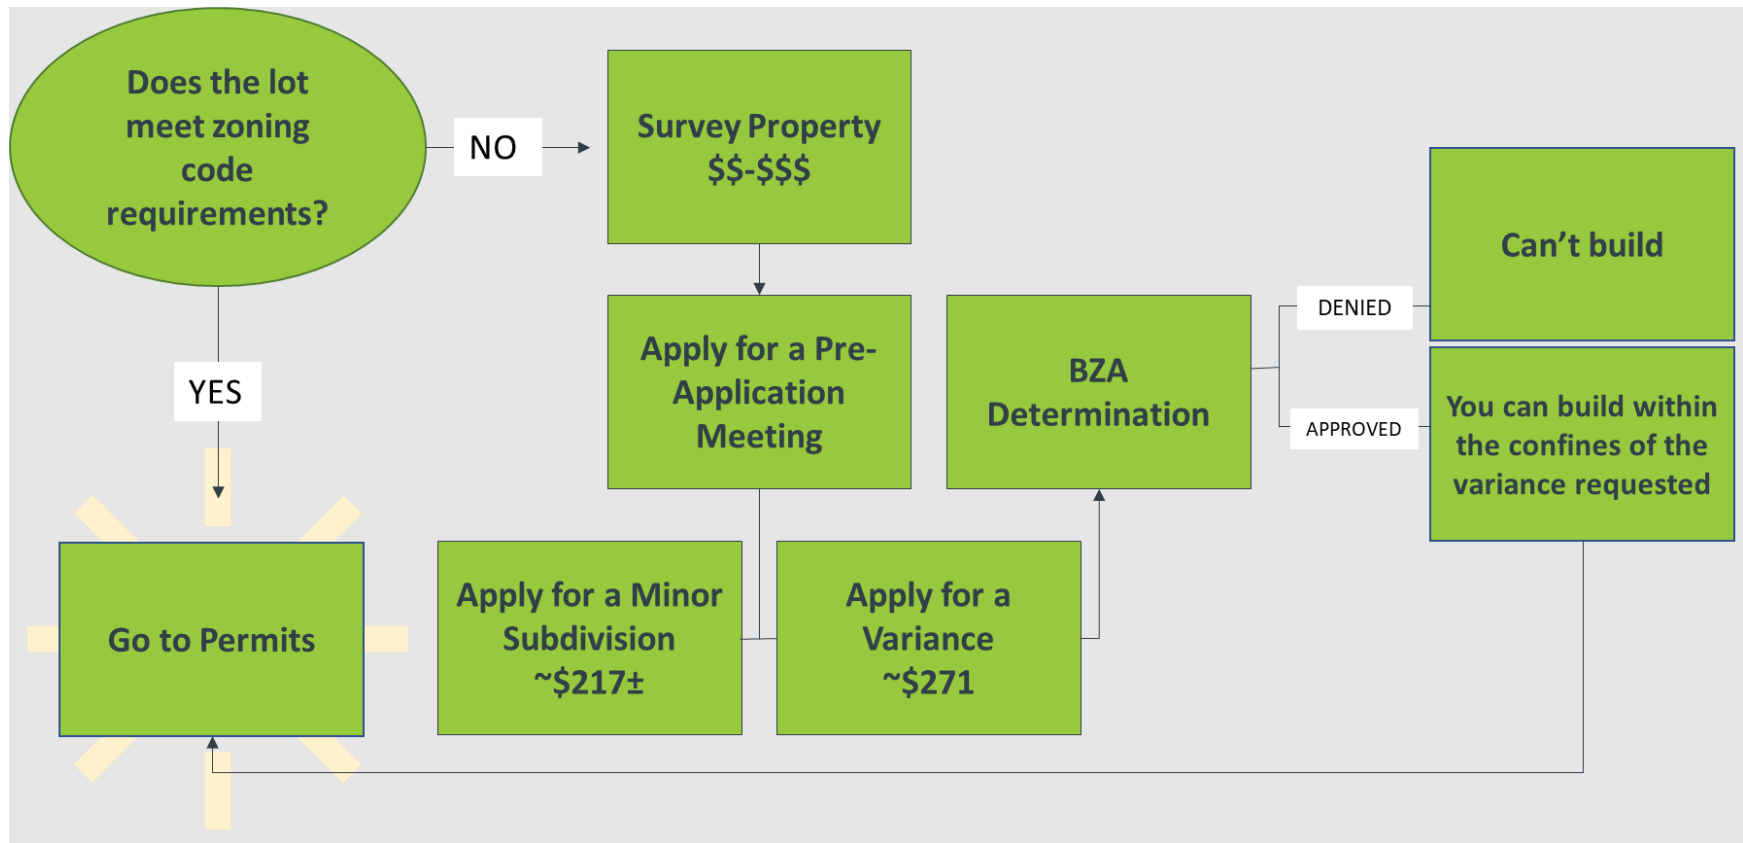 Does the lot
meet zoning
code
requirements?
NO
Survey Property
$$-$$$
YES
Apply for a Pre-
Application
Meeting
BZA
Determination
DENIED
Can’t build
APPROVED
You can build within
the confines of the
variance requested
Go to Permits
Apply for a Minor
Subdivision
~$217±
Apply for a
Variance
~$271